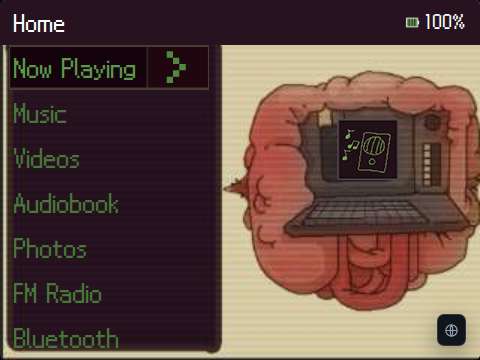 Home
100%
Now Playing
Music
Videos
Audiobook
Photos
FM Radio
Bluetooth